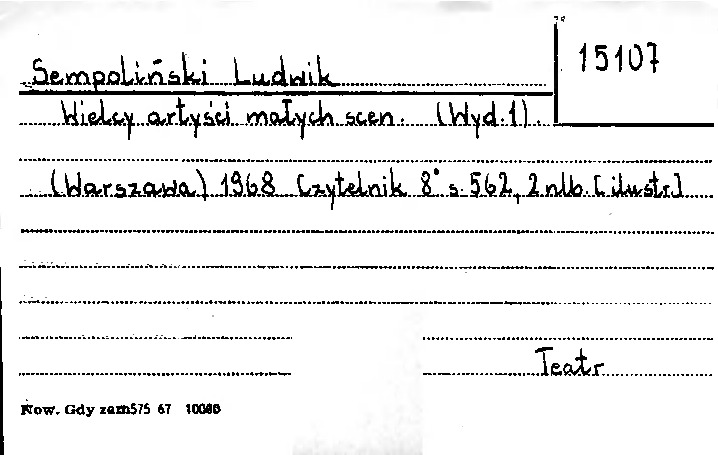 15107
Sempoliński Ludwik
Wielcy artyści małych scen. (Wyd.1).
(Warszawa) 1968 Czytelnik 8° s. 562, 2 nlb. [ilustr.]
Teatr
Now. Gdy zam575 67 10000